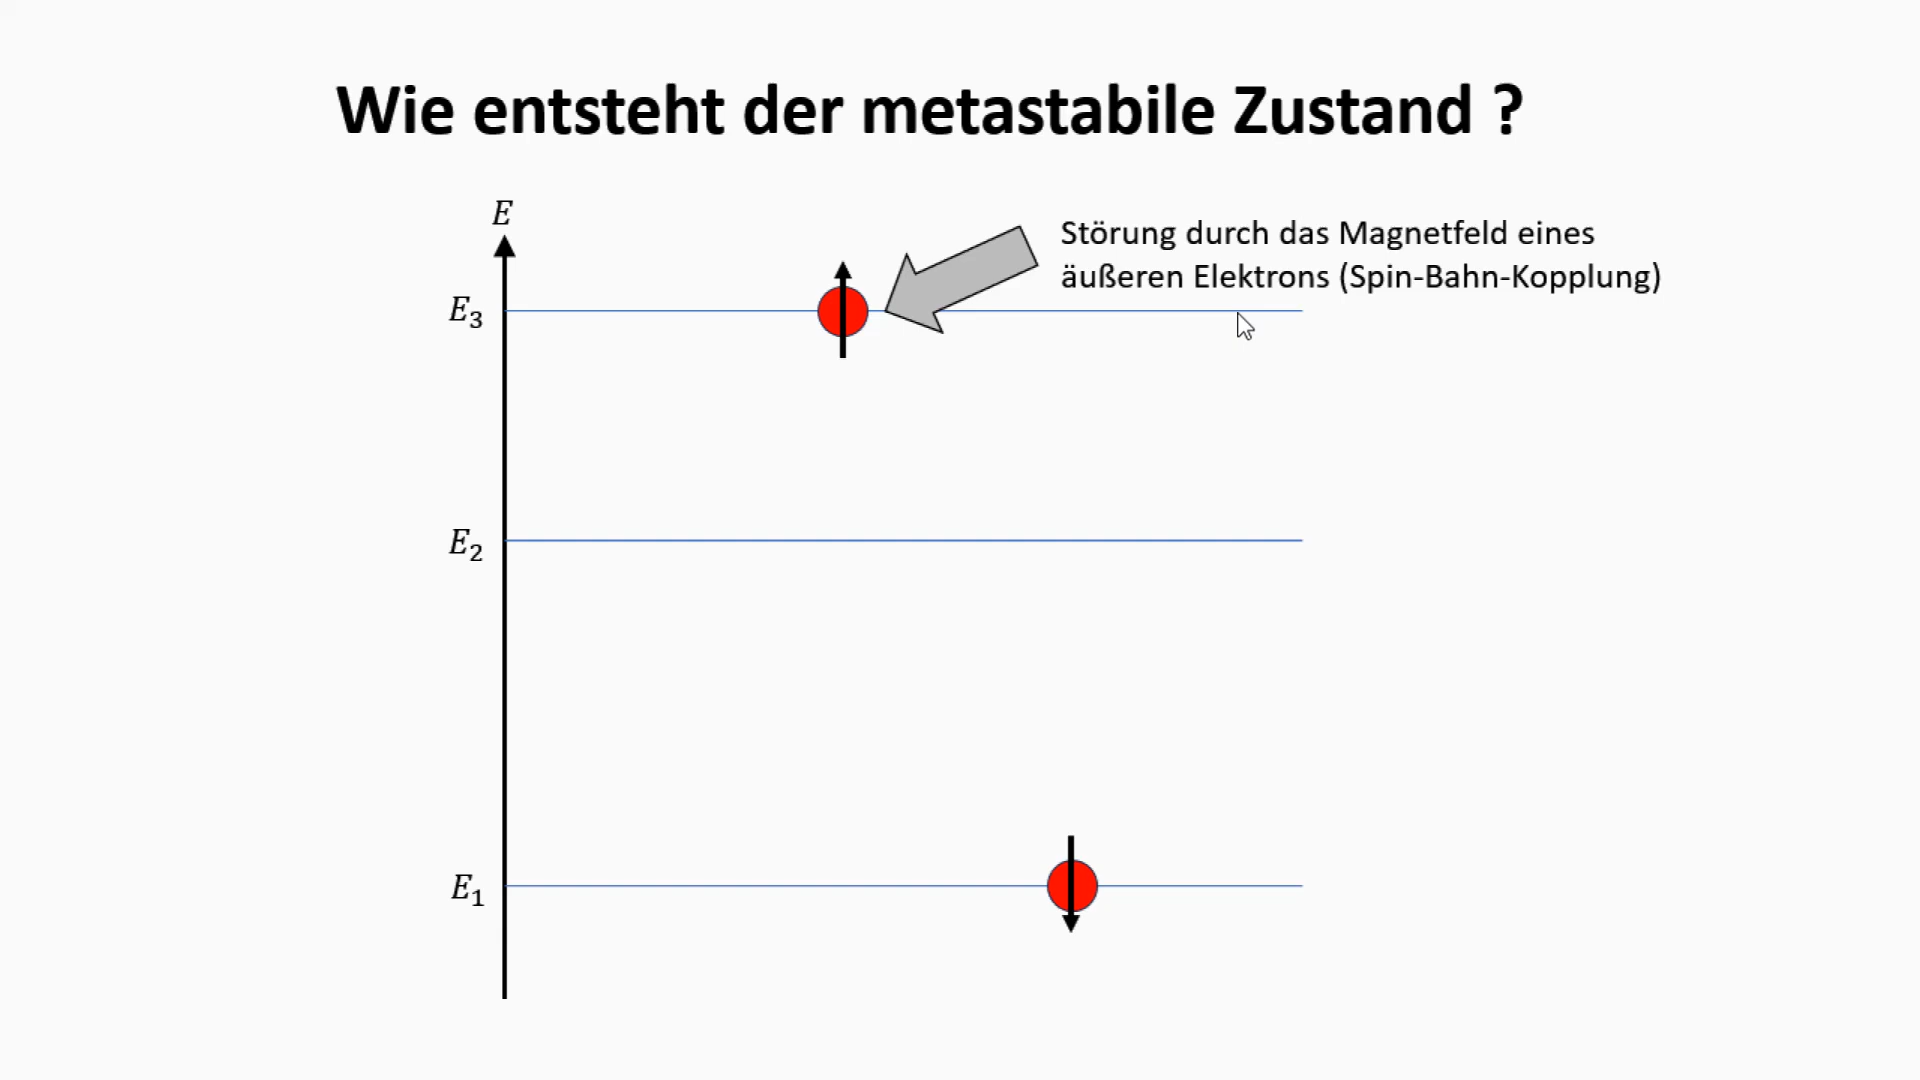 Wie entsteht der metastabile Zustand ?
E
Störung durch das Magnetfeld eines
äußeren Elektrons (Spin-Bahn-Kopplung)
E₃
E₂
E₁